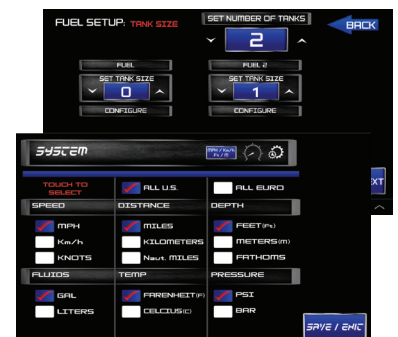 FUEL SETUP: TANK SIZE
SET NUMBER OF TANKS
2
BACK
FUEL
FUEL 2
SET TANK SIZE
SET TANK SIZE
0
1
CONFIGURE
CONFIGURE
XT
SYSTEM
MPH / Km/h
TOUCH TO
SELECT
ALL U.S.
ALL EURO
SPEED
DISTANCE
DEPTH
MPH
MILES
FEET(Ft)
Km/h
KILOMETERS
METERS(m)
KNOTS
Naut. MILES
FATHOMS
FLUIDS
TEMP
PRESSURE
GAL
FARENHEIT(F)
PSI
LITERS
CELCIUS(C)
BAR
SAVE / EXIT